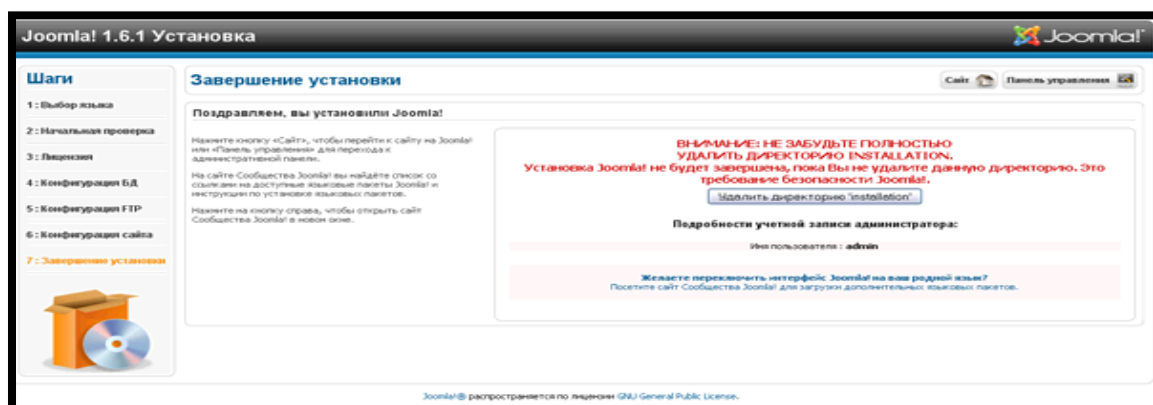 Joomla! 1.6.1 Установка
Joomla!
Шаги
1 : Выбор языка
2 : Начальная проверка
3 : Лицензия
4 : Конфигурация БД
5 : Конфигурация FTP
6 : Конфигурация сайта
7 : Завершение установки
Завершение установки
Сайт
Панель управления
Поздравляем, вы установили Joomla!
Нажмите кнопку «Сайт», чтобы перейти к сайту на Joomla!
или «Панель управления» для перехода к
административной панели.
На сайте Сообщества Joomla! вы найдёте список со
ссылками на доступные языковые пакеты Joomla! и
инструкции по установке языковых пакетов.
Нажмите на кнопку справа, чтобы открыть сайт
Сообщества Joomla! в новом окне.
ВНИМАНИЕ: НЕ ЗАБУДЬТЕ ПОЛНОСТЬЮ
УДАЛИТЬ ДИРЕКТОРИЮ INSTALLATION.
Установка Joomla! не будет завершена, пока Вы не удалите данную директорию. Это
требование безопасности Joomla!.
Удалить директорию "installation"
Подробности учетной записи администратора:
Имя пользователя : admin
Желаете переключить интерфейс Joomla! на ваш родной язык?
Посетите сайт Сообщества Joomla! для загрузки дополнительных языковых пакетов.
Joomla!® распространяется по лицензии GNU General Public License.